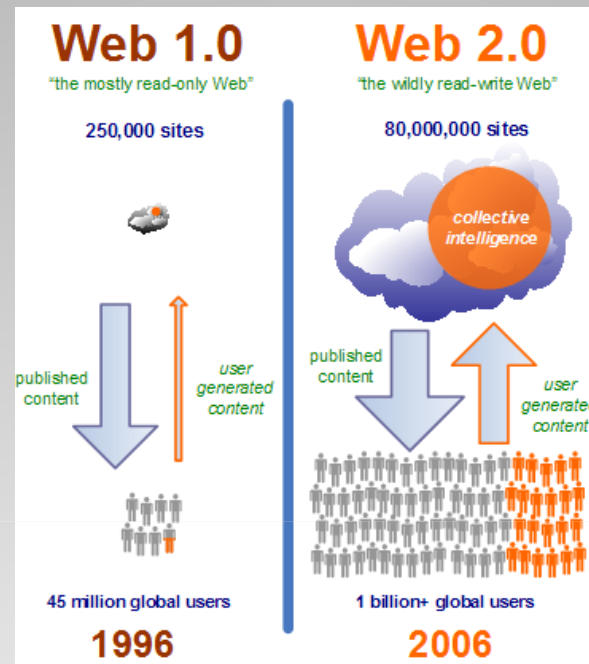 Web 1.0
“the mostly read-only Web”
250,000 sites
published
content
user
generated
content
45 million global users
1996
Web 2.0
“the wildly read-write Web”
80,000,000 sites
collective
intelligence
published
content
user
generated
content
1 billion+ global users
2006